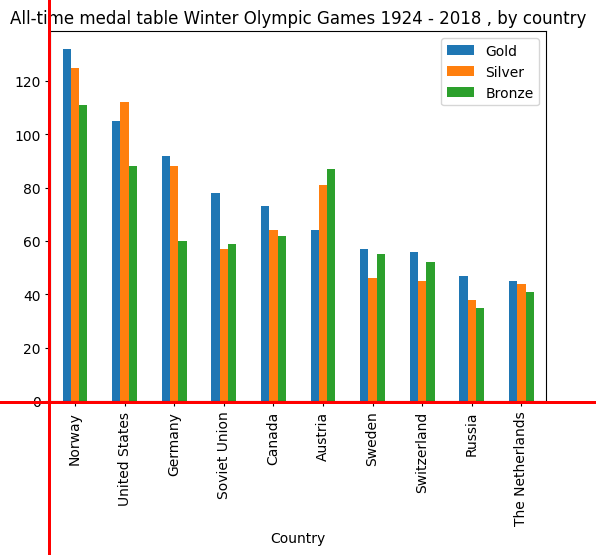 All-time medal table Winter Olympic Games 1924 - 2018 , by country
Gold
Silver
Bronze
120
100
80
60
40
20
0
Norway
United States
Germany
Soviet Union
Canada
Austria
Sweden
Switzerland
Russia
The Netherlands
Country